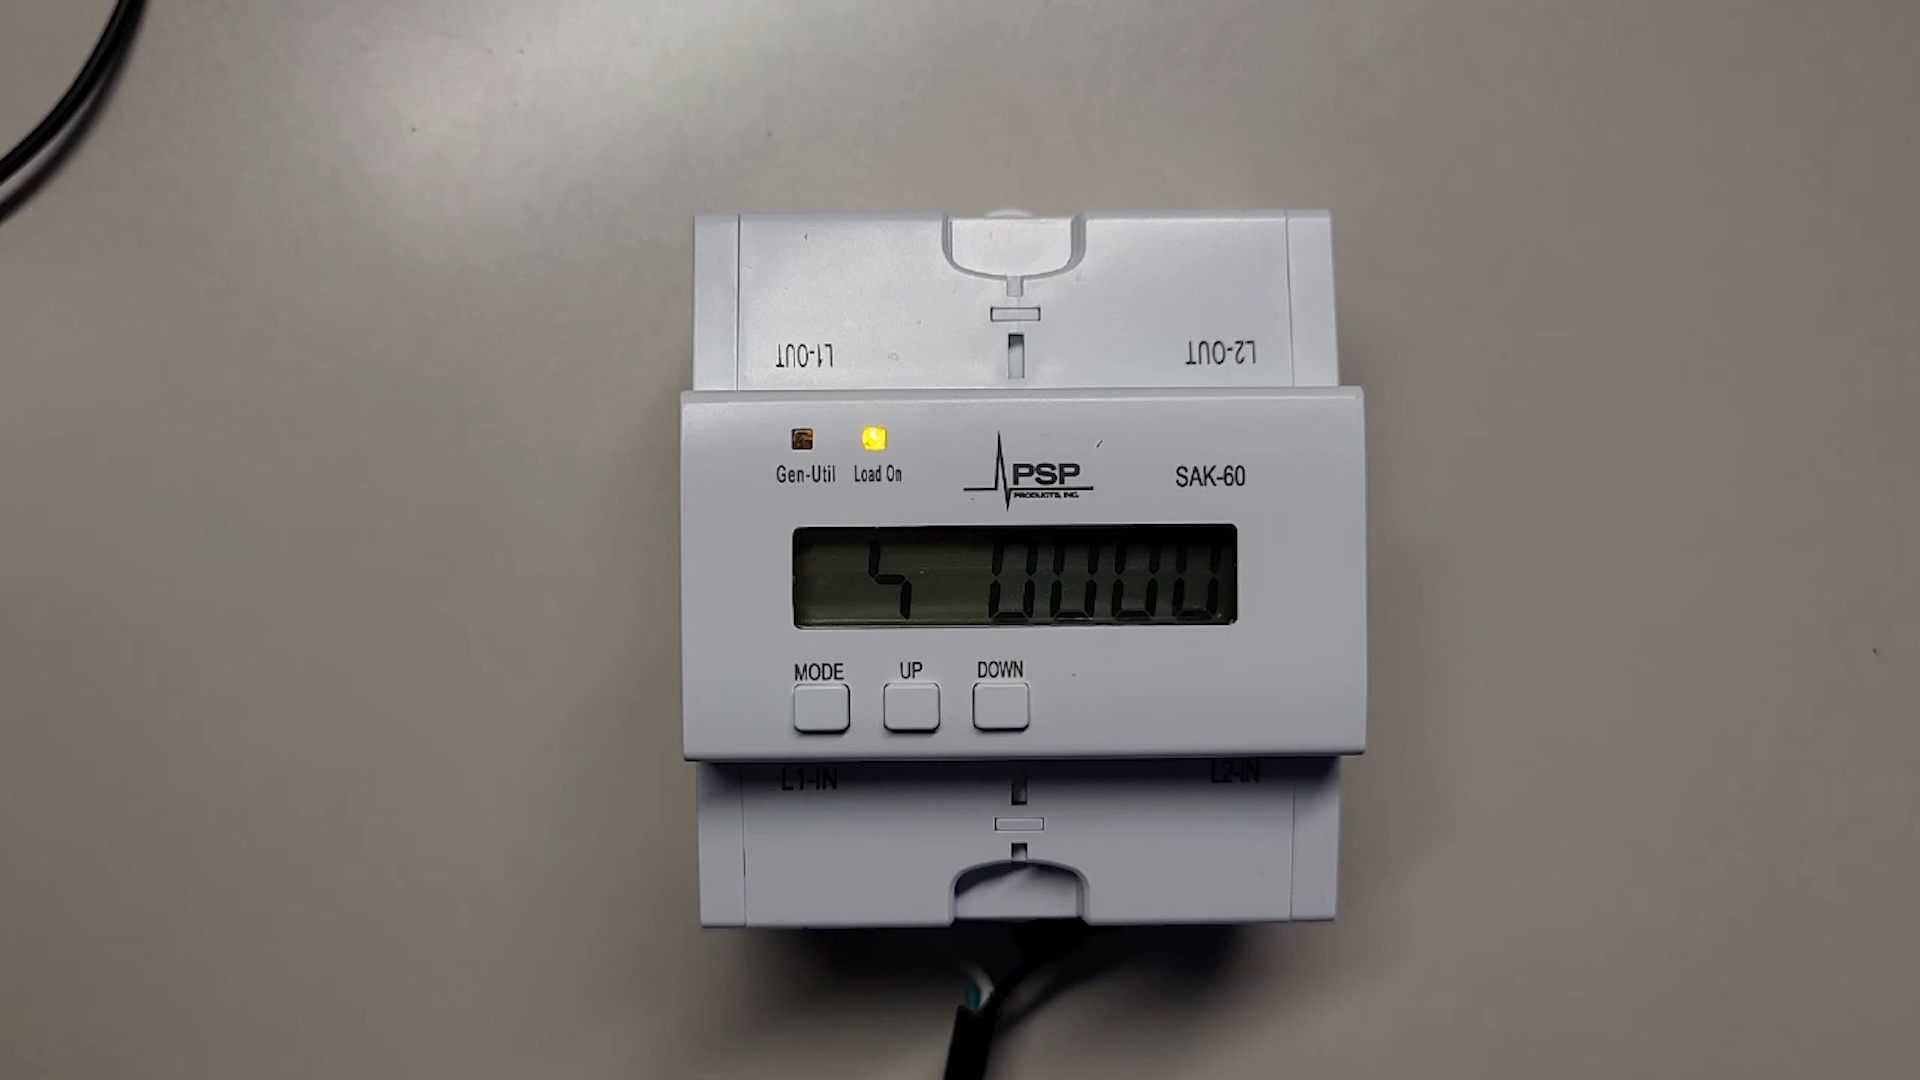 L1-OUT L2-OUT
Gen-Util Load On
PSP
PRODUCTS, INC.
SAK-60
0000
MODE UP DOWN
L1-IN L2-IN